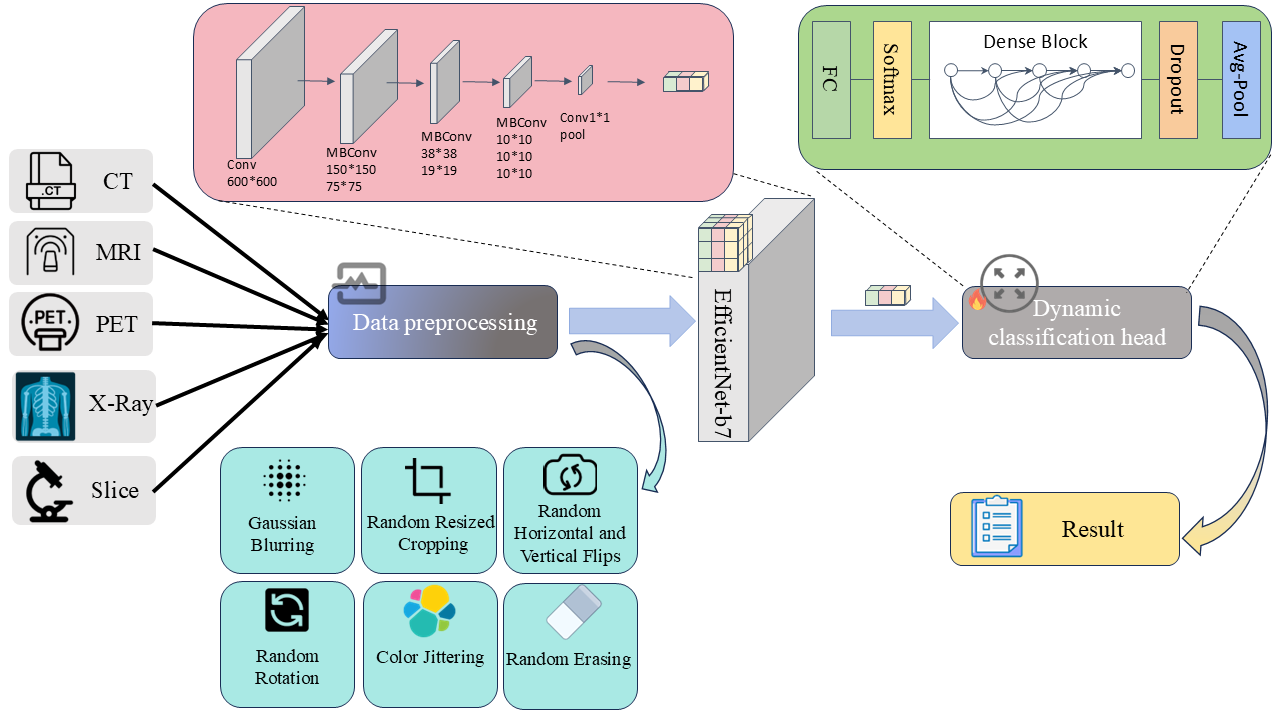 Conv
600*600
MBConv
150*150
75*75
MBConv
38*38
19*19
MBConv
10*10
10*10
10*10
Conv1*1
pool
FC
Softmax
Dense Block
Dropout
Avg-Pool
.CT
CT
MRI
.PET.
PET
X-Ray
Slice
Data preprocessing
EfficientNet-b7
Dynamic
classification head
Gaussian
Blurring
Random Resized
Cropping
Random
Horizontal and
Vertical Flips
Random
Rotation
Color Jittering
Random Erasing
Result